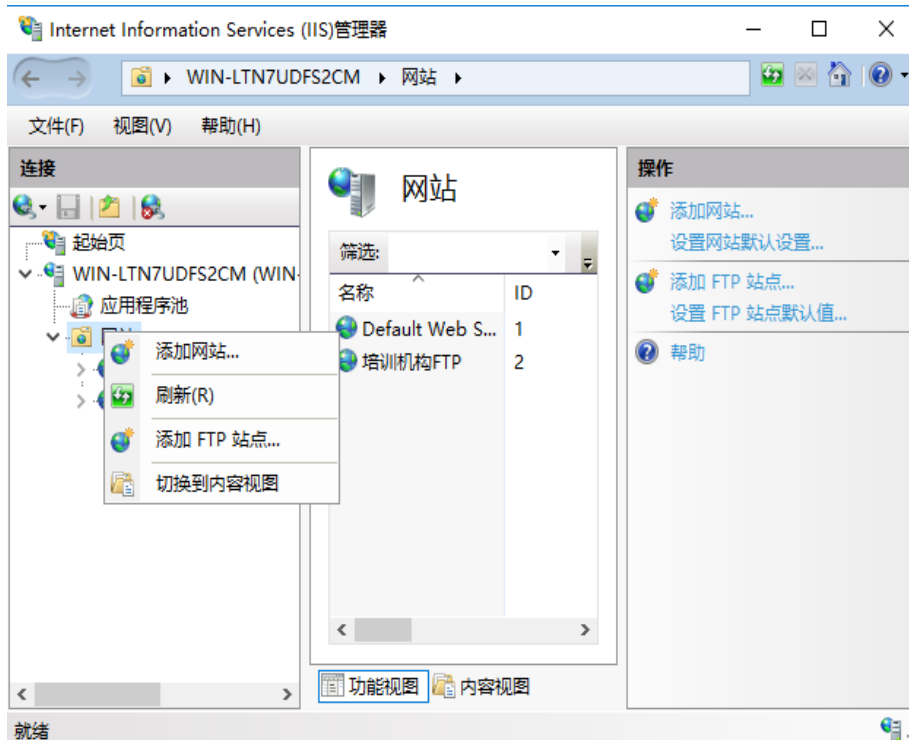 Internet Information Services (IIS)管理器
WIN-LTN7UDFS2CM 网站
文件(F) 视图(V) 帮助(H)
连接
起始页
WIN-LTN7UDFS2CM (WIN-
应用程序池
添加网站...
刷新(R)
添加 FTP 站点...
切换到内容视图
网站
筛选:
名称 ID
Default Web S... 1
培训机构FTP 2
功能视图 内容视图
操作
添加网站...
设置网站默认设置...
添加 FTP 站点...
设置 FTP 站点默认值...
帮助
就绪